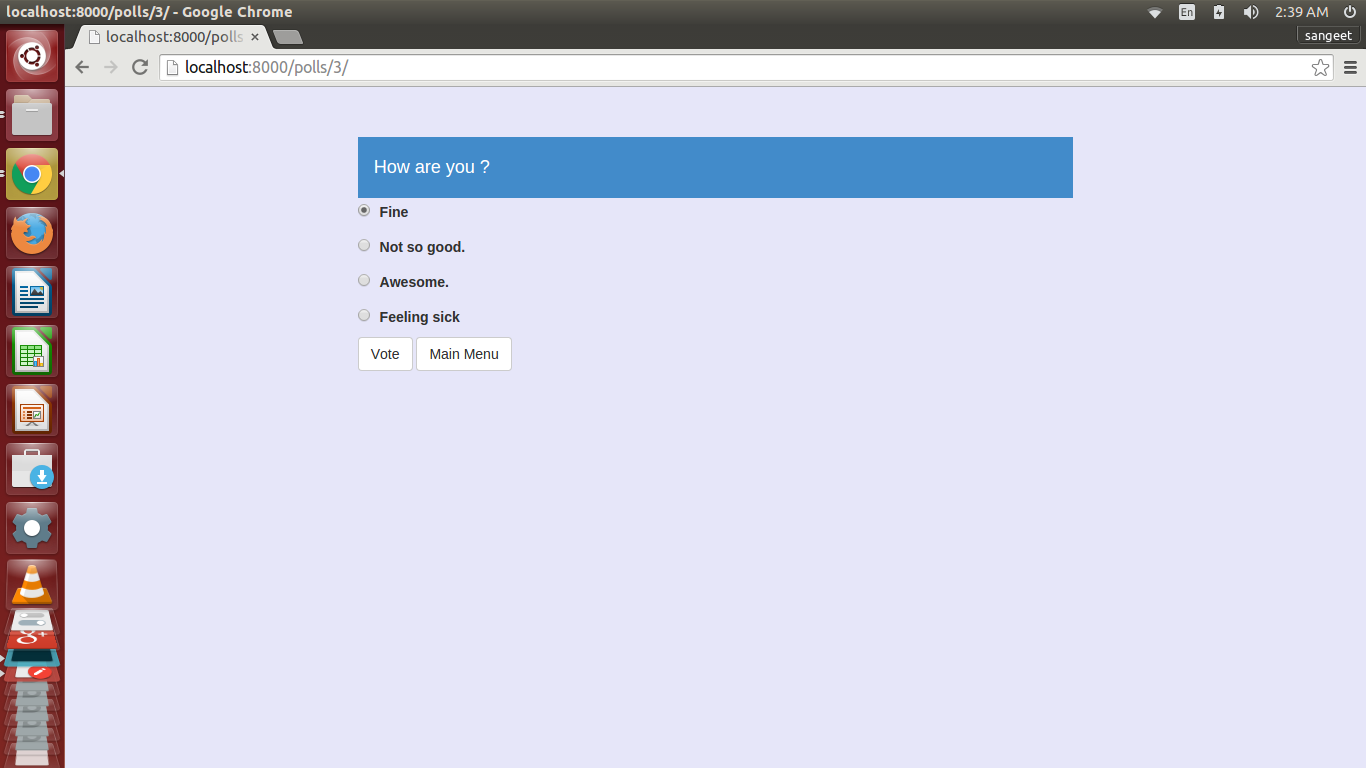 localhost:8000/polls/3/ - Google Chrome
En
2:39 AM
localhost:8000/polls
sangeet
localhost:8000/polls/3/
How are you ?
Fine
Not so good.
Awesome.
Feeling sick
Vote
Main Menu
g+